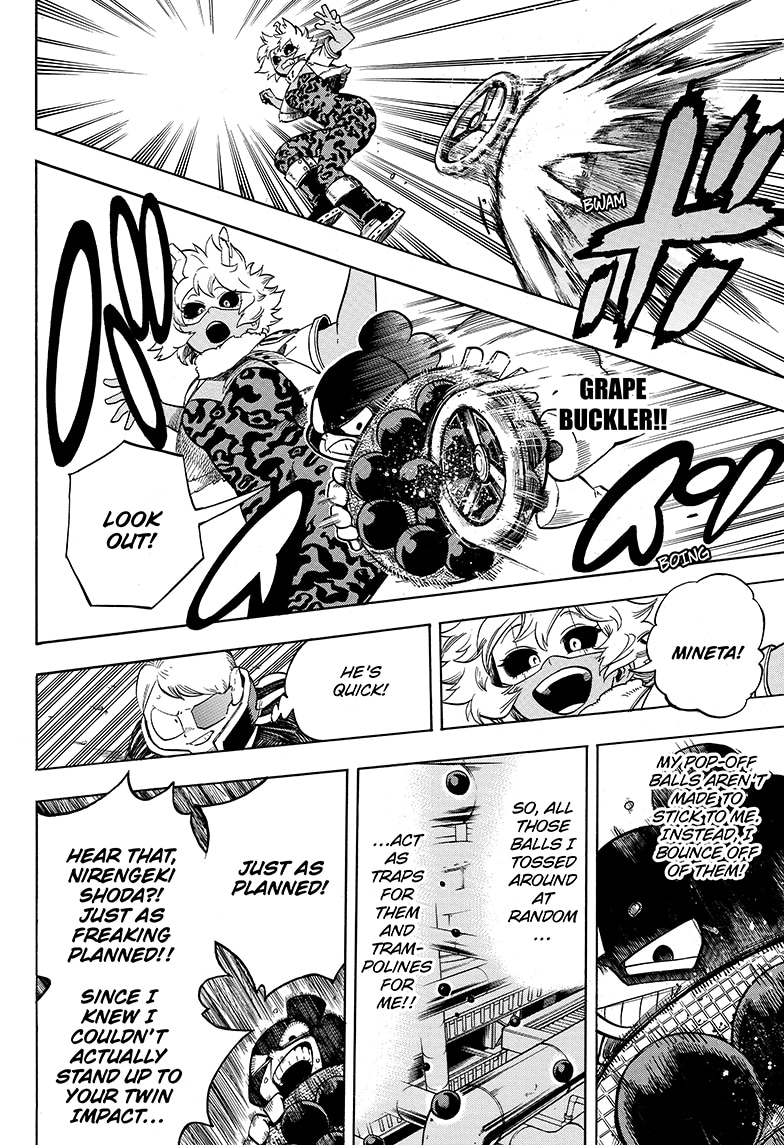 BWAM
ボ
GRAPE
BUCKLER!!
LOOK
OUT!
BOING
MINETA!
HE'S
QUICK!
MY POP-OFF
BALLS AREN'T
MADE TO
STICK TO ME.
INSTEAD, I
BOUNCE OFF
OF THEM!
SO, ALL
THOSE
BALLS I
TOSSED
AROUND
AT
RANDOM
...
...ACT
AS
TRAPS
FOR
THEM
AND
TRAM-
POLINES
FOR
ME!!
JUST AS
PLANNED!
HEAR THAT,
NIRENGEKI
SHODA?!
JUST AS
FREAKING
PLANNED!!
SINCE I
KNEW I
COULDN'T
ACTUALLY
STAND UP TO
YOUR TWIN
IMPACT...